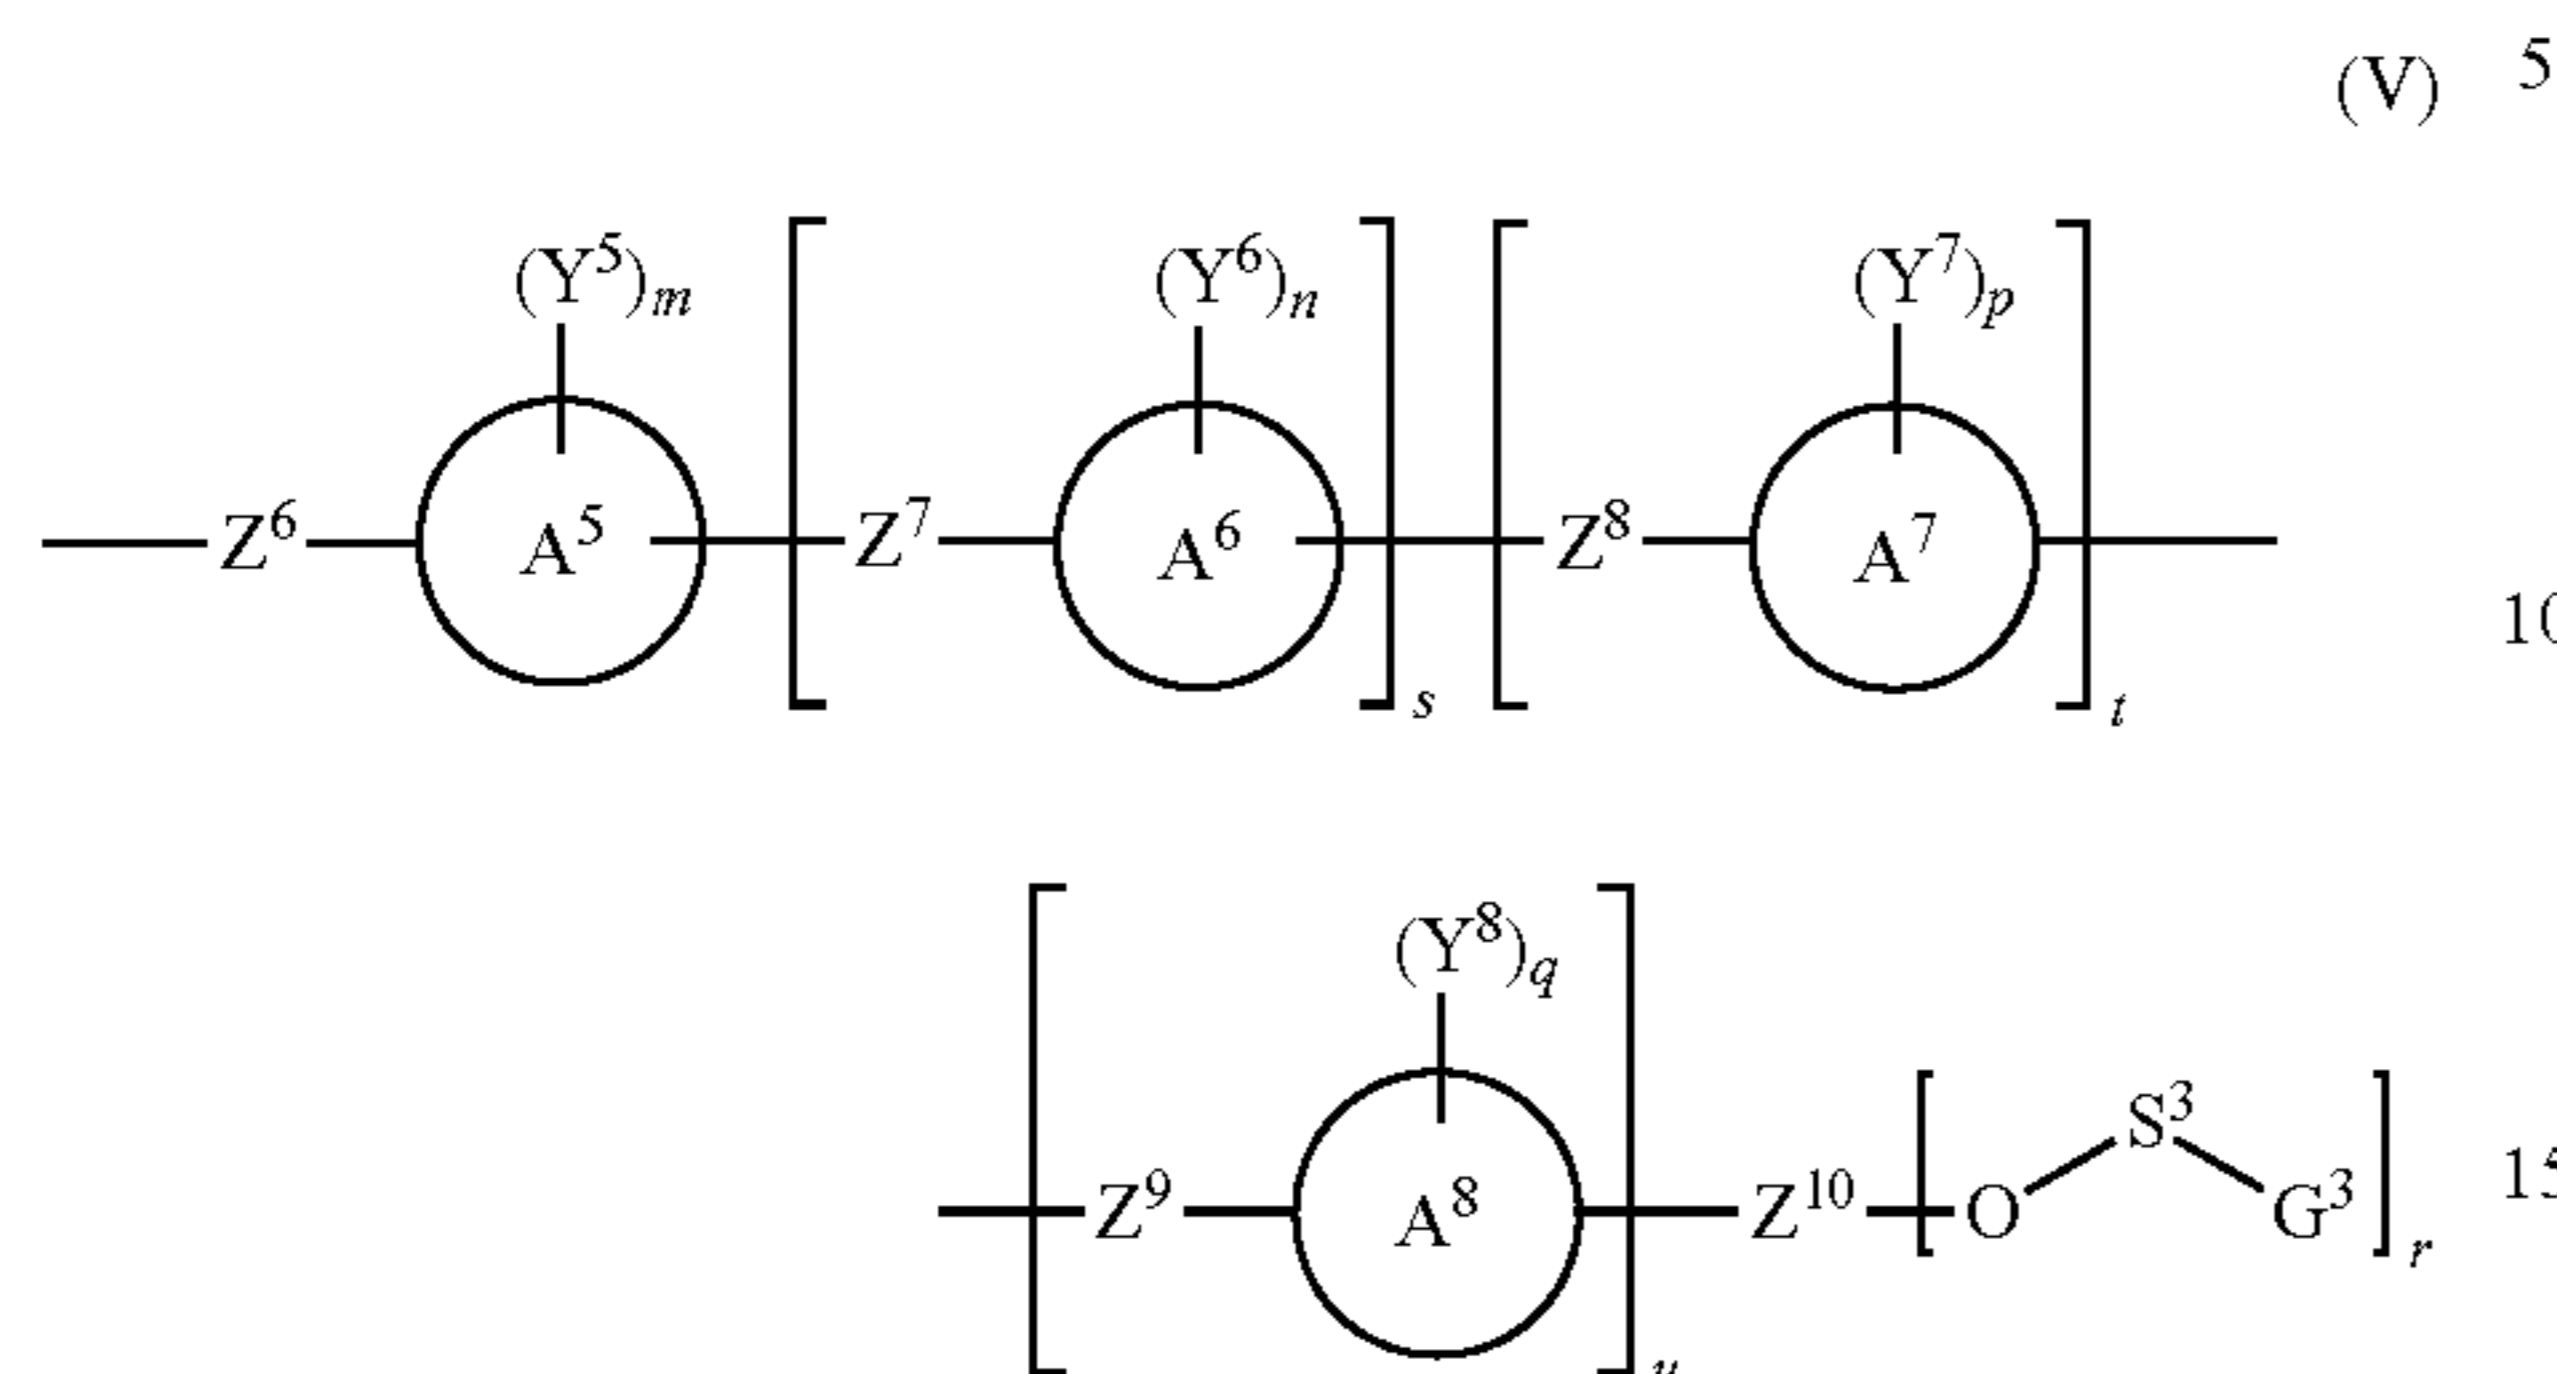 (V) 5
(Y⁵)m (Y⁶)n (Y⁷)p
Z⁶ A⁵ Z⁷ A⁶ Z⁸ A⁷
10
s t
(Y⁸)q
Z⁹ A⁸ Z¹⁰ O S³ G³ r 15